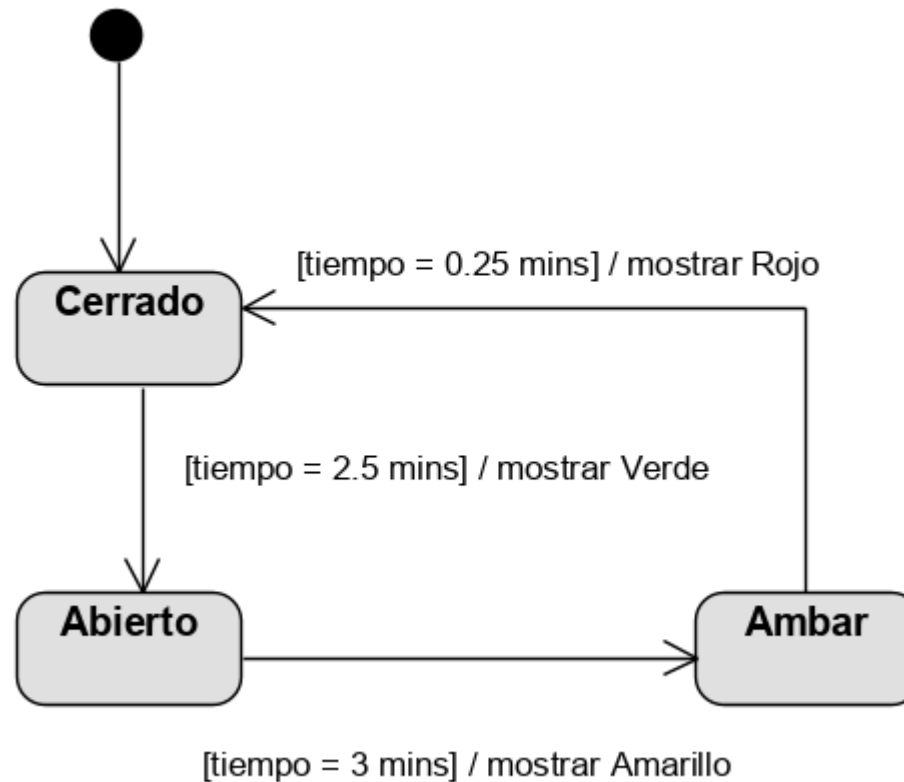 [tiempo = 0.25 mins] / mostrar Rojo
Cerrado
[tiempo = 2.5 mins] / mostrar Verde
Abierto
Ambar
[tiempo = 3 mins] / mostrar Amarillo